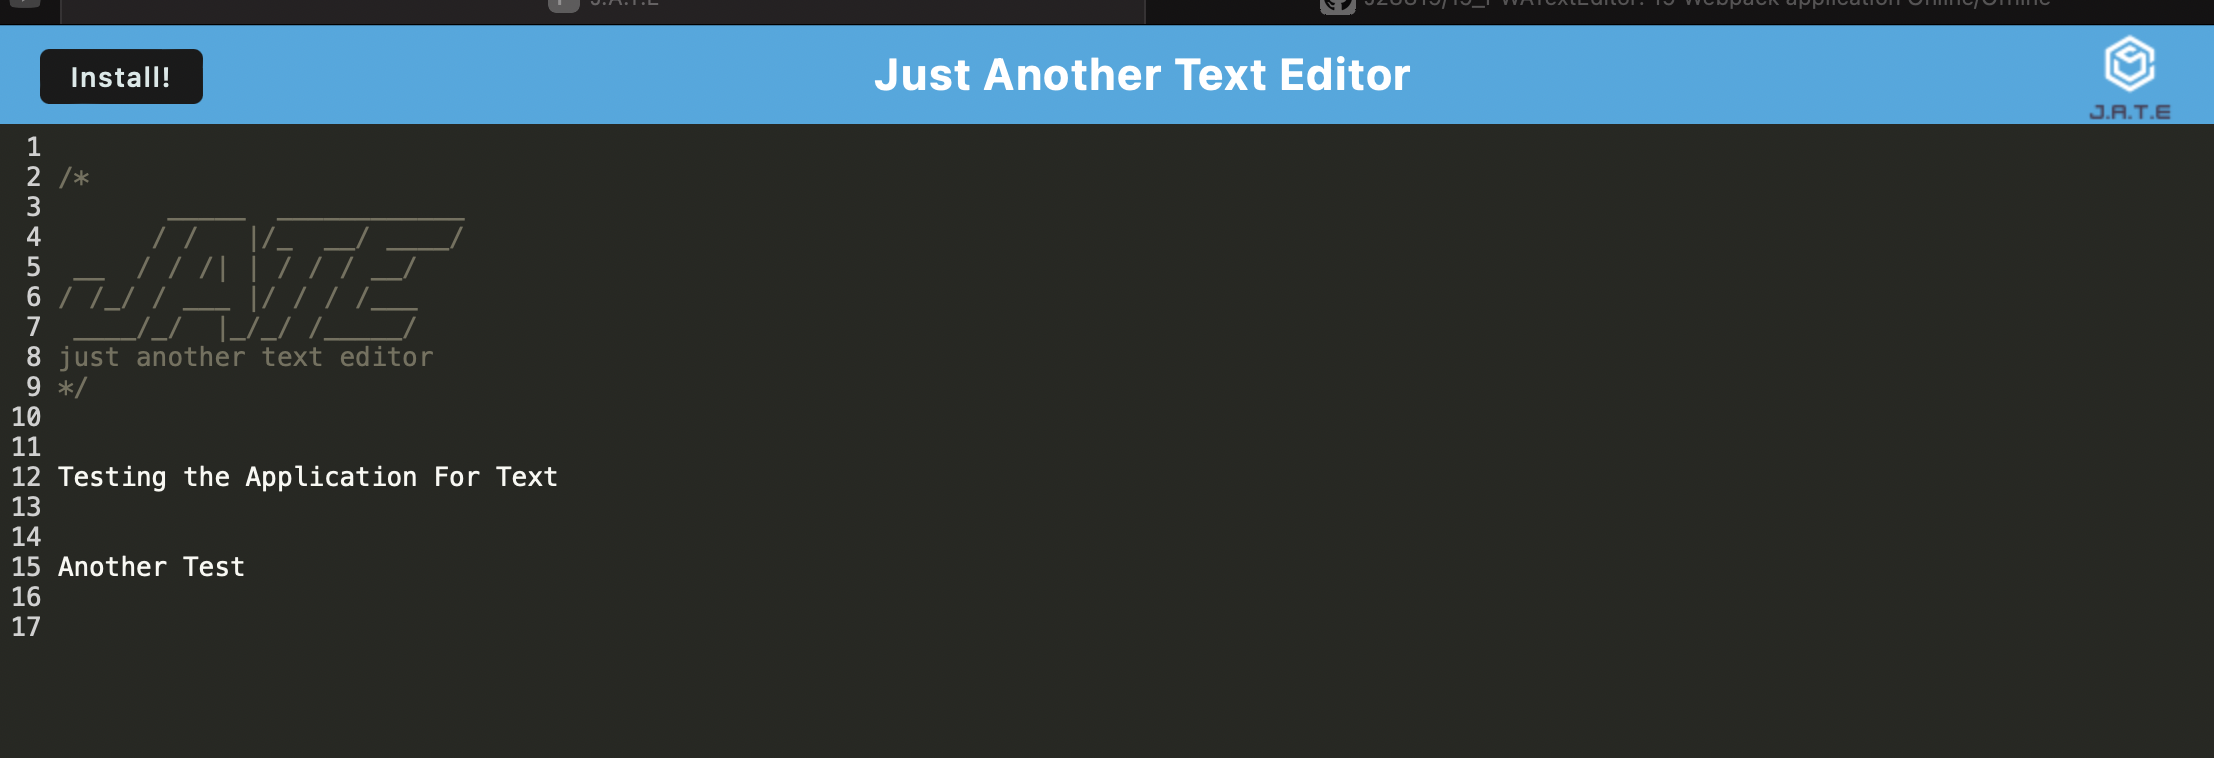 J.A.T.E
Install!
Just Another Text Editor
J.A.T.E
1
2 /*
3        _____  ____________
4       / /   |/_  __/ ____/
5  __  / / /| | / / / __/
6 / /_/ / ___ |/ / / /___
7  ____/_/  |_/_/ /_____/
8 just another text editor
9 */
10
11
12 Testing the Application For Text
13
14
15 Another Test
16
17